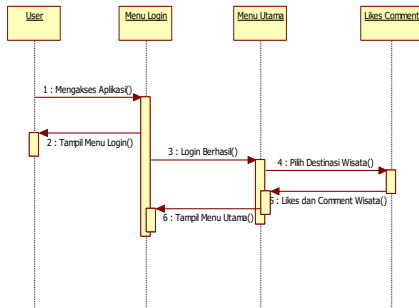 User
Menu Login
Menu Utama
Likes Comment
1 : Mengakses Aplikasi()
2 : Tampil Menu Login()
3 : Login Berhasil()
4 : Pilih Destinasi Wisata()
5 : Likes dan Comment Wisata()
6 : Tampil Menu Utama()